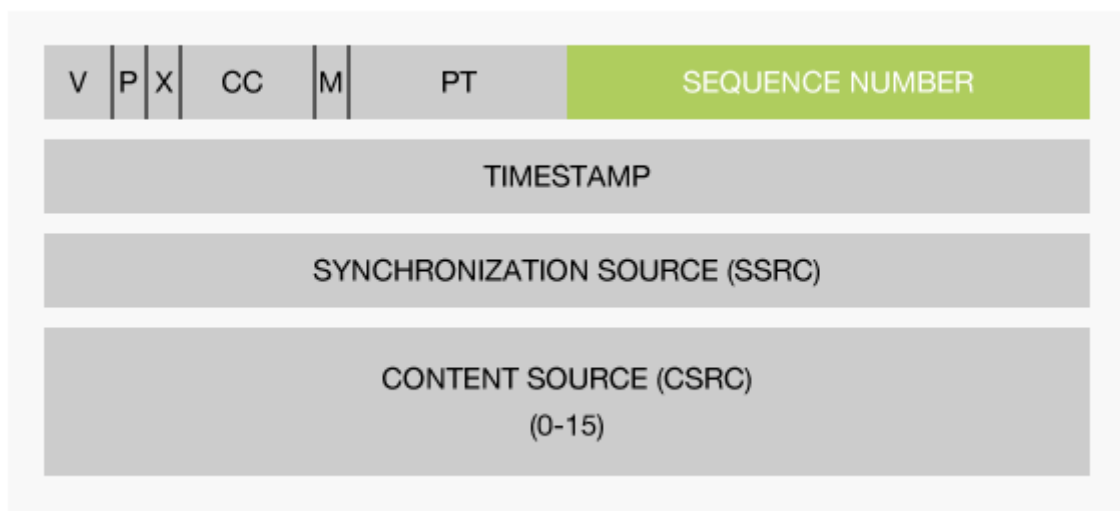 V P X CC M PT SEQUENCE NUMBER
TIMESTAMP
SYNCHRONIZATION SOURCE (SSRC)
CONTENT SOURCE (CSRC)
(0-15)